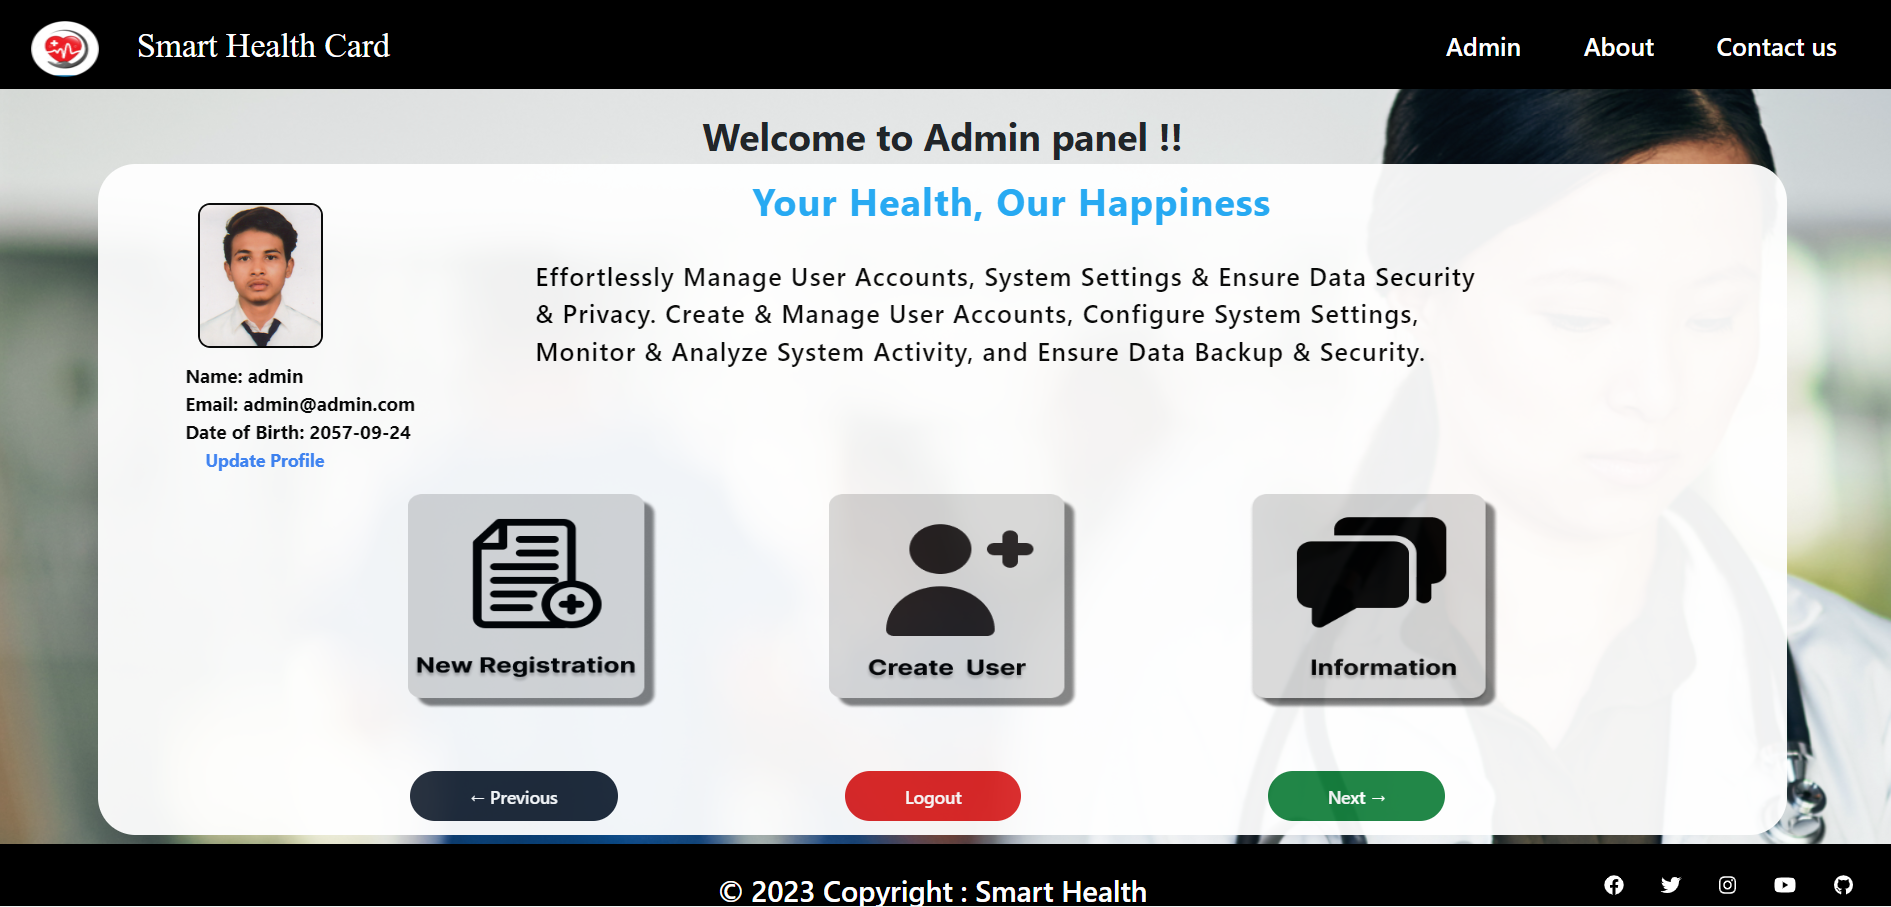 Smart Health Card
Admin About Contact us
Welcome to Admin panel !!
Your Health, Our Happiness
Effortlessly Manage User Accounts, System Settings & Ensure Data Security
& Privacy. Create & Manage User Accounts, Configure System Settings,
Monitor & Analyze System Activity, and Ensure Data Backup & Security.
Name: admin
Email: admin@admin.com
Date of Birth: 2057-09-24
Update Profile
New Registration
Create User
Information
← Previous
Logout
Next →
© 2023 Copyright : Smart Health